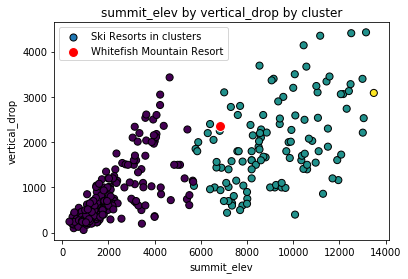 summit_elev by vertical_drop by cluster
Ski Resorts in clusters
Whitefish Mountain Resort
4000
3000
2000
1000
0
vertical_drop
0 2000 4000 6000 8000 10000 12000 14000
summit_elev